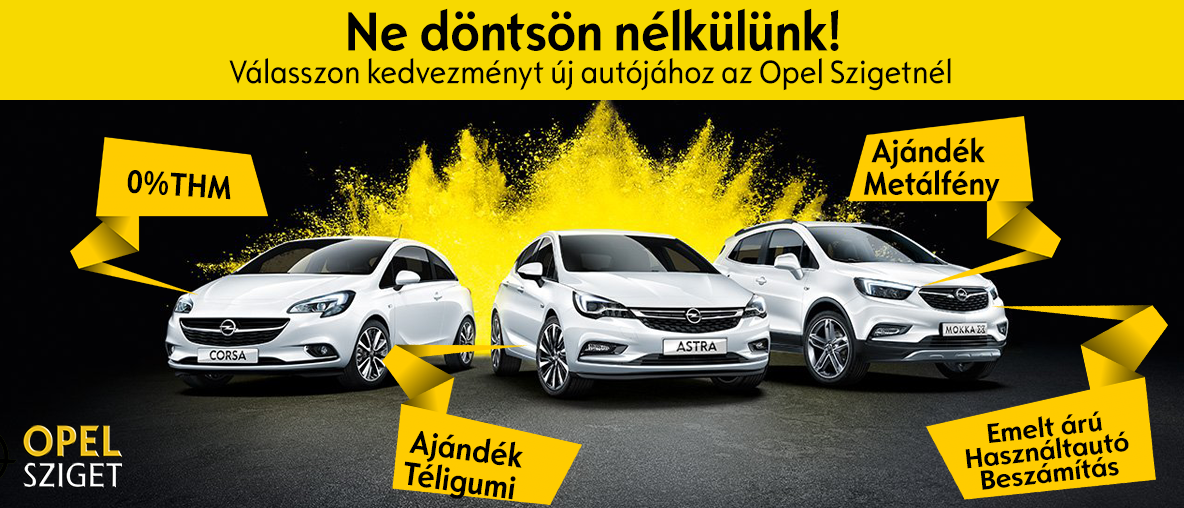 Ne döntsön nélkülünk!
Válasszon kedvezményt új autójához az Opel Szigetnél
0%THM
Ajándék
Metálfény
CORSA
ASTRA
MOKKA X
Ajándék
Téligumi
Emelt árú
Használtautó
Beszámítás
OPEL
SZIGET